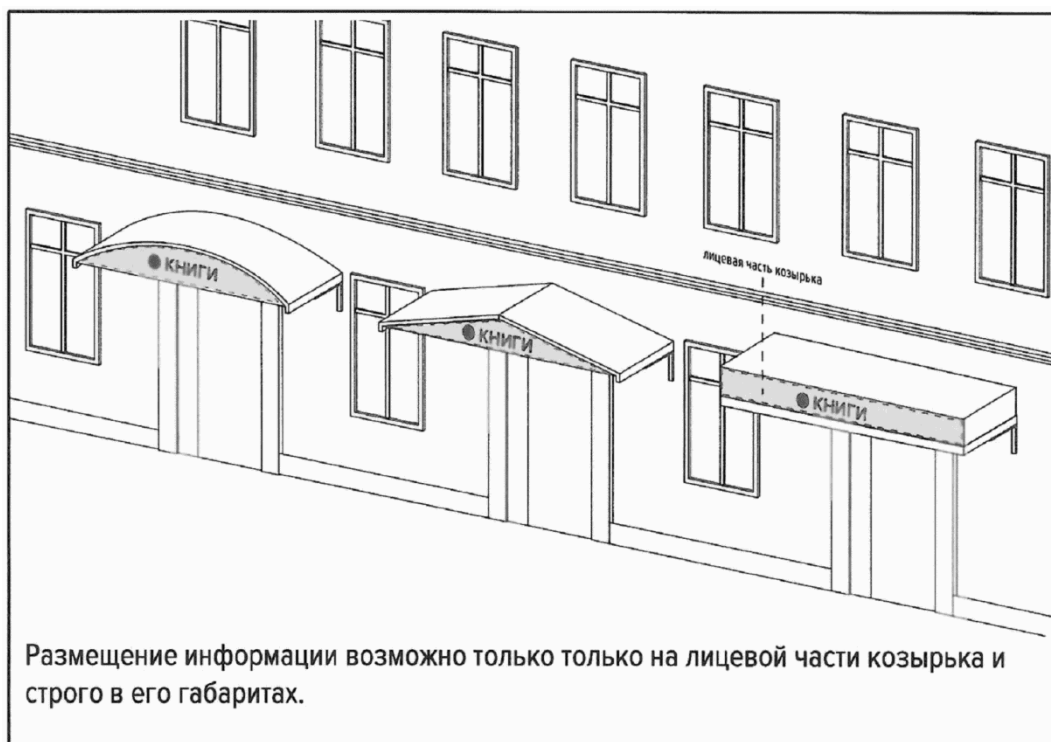 лицевая часть козырька
КНИГИ
КНИГИ
КНИГИ
Размещение информации возможно только только на лицевой части козырька и
строго в его габаритах.